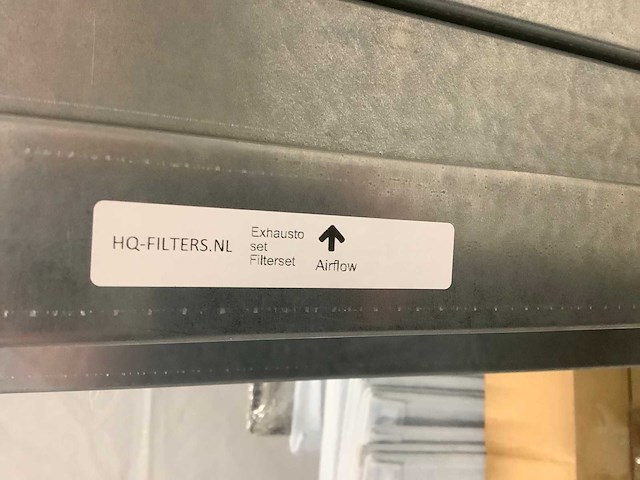 HQ-FILTERS.NL
Exhausto
set
Filterset
Airflow